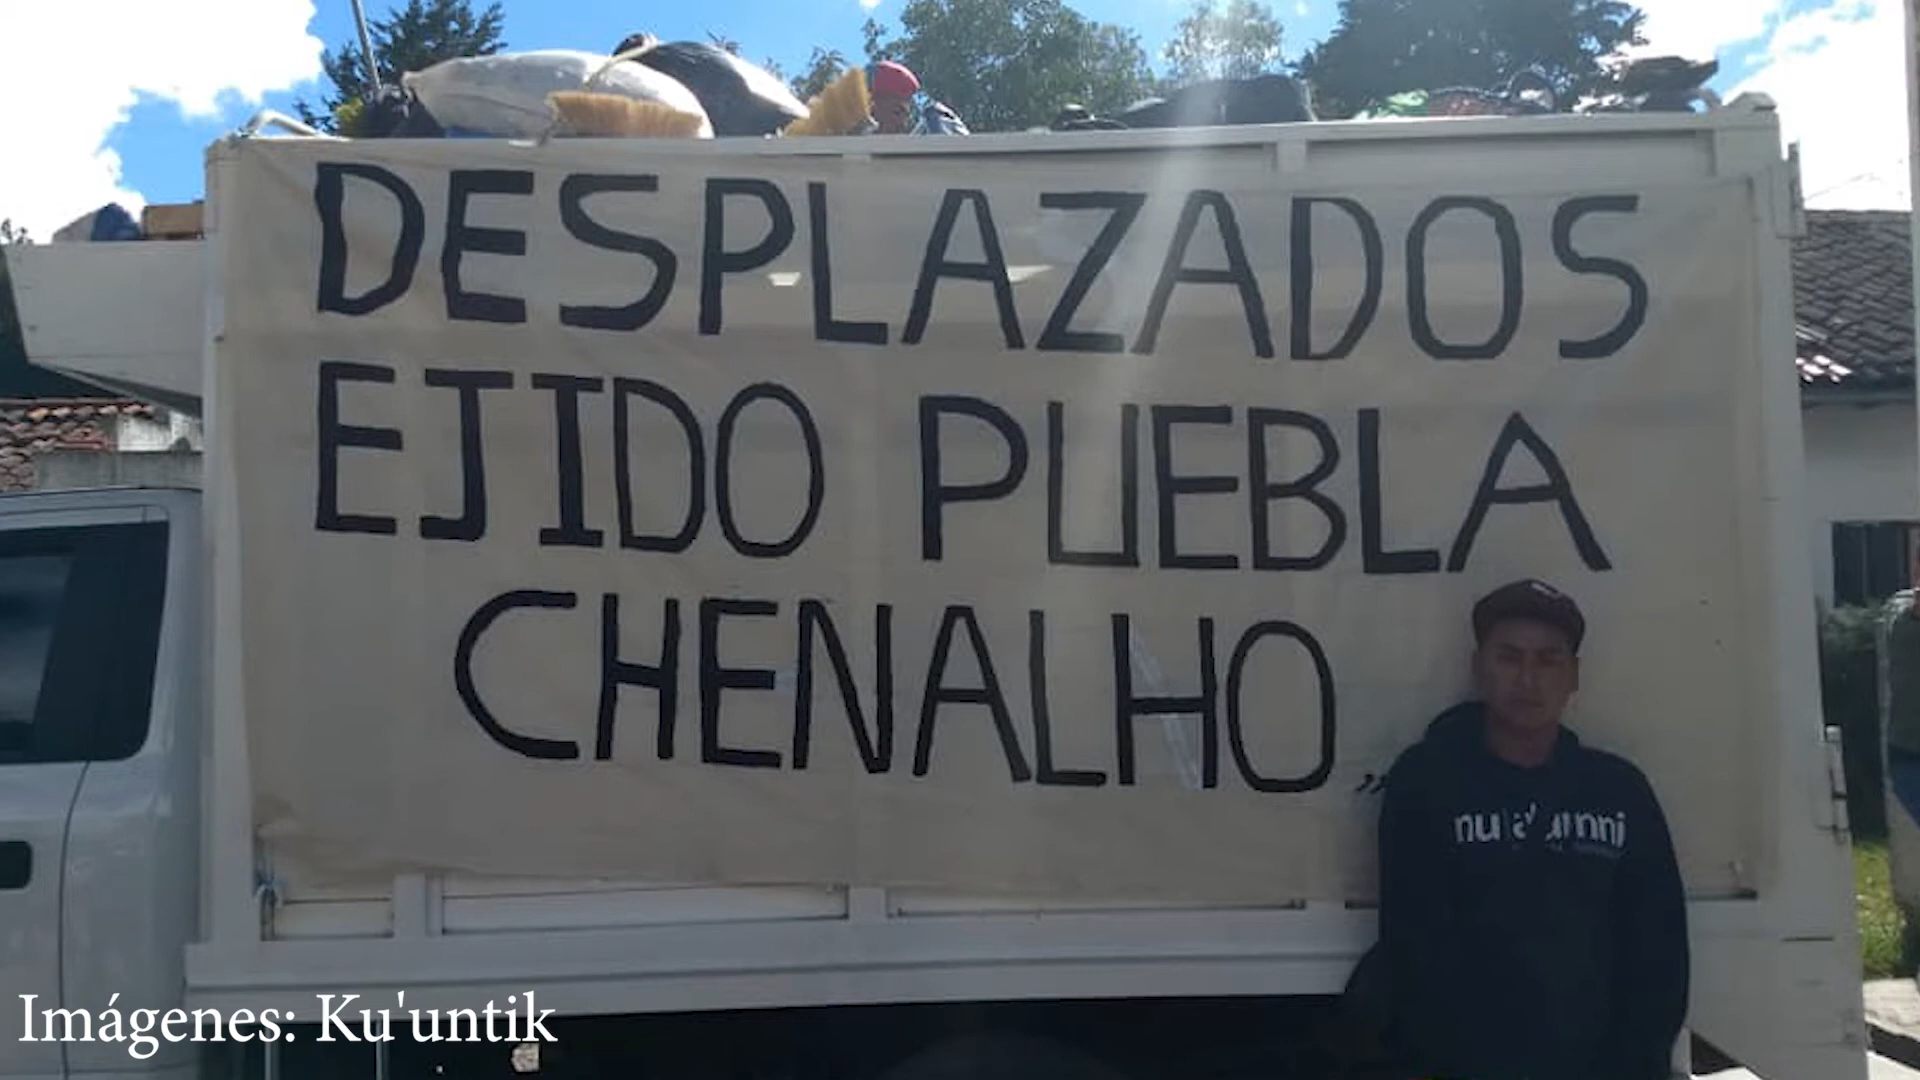 DESPLAZADOS
EJIDO PUEBLA
CHENALHO,,
Imágenes: Ku'untik